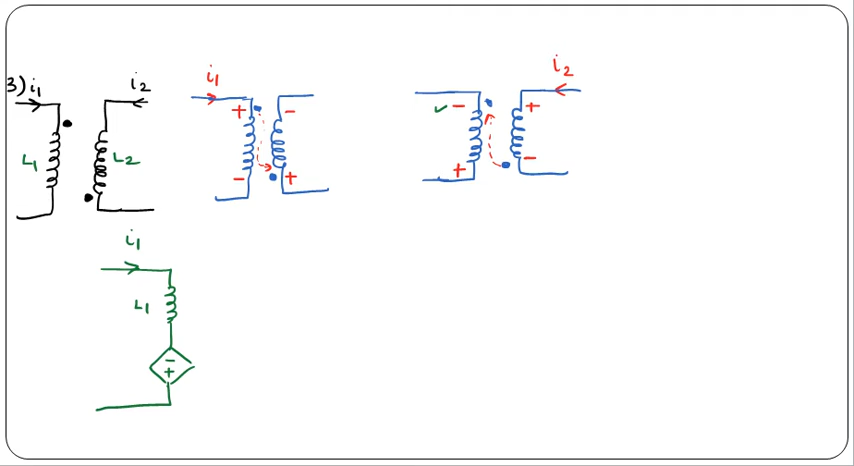 3) i1 i2 i1 i2
+ - - +
L1 L2
- + + -
i1
L1
-
+